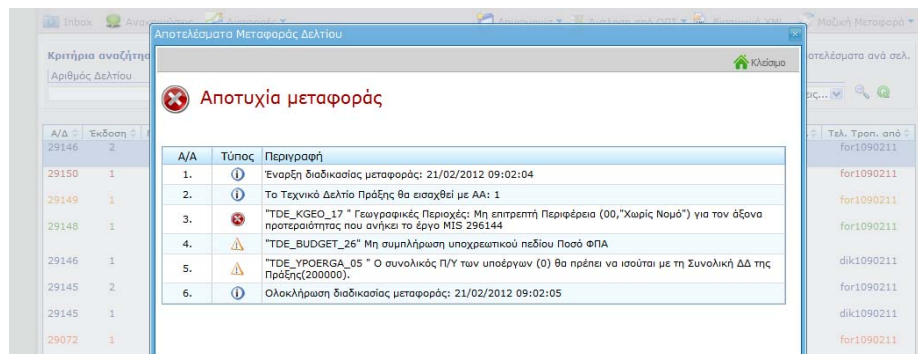 Inbox
Αποτελέσματα Μεταφοράς Δελτίου
Μαζική Μεταφορά
Κριτήρια αναζήτη
Κλείσιμο
οτελέσματα ανά σελ.
Αριθμός Δελτίου
Αποτυχία μεταφοράς
Α/Δ Έκδοση
Τελ. Τροπ. από
29146 2 for1090211
29150 1 for1090211
29149 1 for1090211
29148 1 for1090211
29146 1 dik1090211
29145 2 for1090211
29145 1 dik1090211
29072 1 for1090211
Α/Α Τύπος Περιγραφή
1. Έναρξη διαδικασίας μεταφοράς: 21/02/2012 09:02:04
2. Το Τεχνικό Δελτίο Πράξης θα εισαχθεί με ΑΑ: 1
3. "TDE_KGEO_17 " Γεωγραφικές Περιοχές: Μη επιτρεπτή Περιφέρεια (00,"Χωρίς Νομό") για τον άξονα
προτεραιότητας που ανήκει το έργο MIS 296144
4. "TDE_BUDGET_26" Μη συμπλήρωση υποχρεωτικού πεδίου Ποσό ΦΠΑ
5. "TDE_YPOERGA_05 " Ο συνολικός Π/Υ των υποέργων (0) θα πρέπει να ισούται με τη Συνολική ΔΔ της
Πράξης(200000).
6. Ολοκλήρωση διαδικασίας μεταφοράς: 21/02/2012 09:02:05